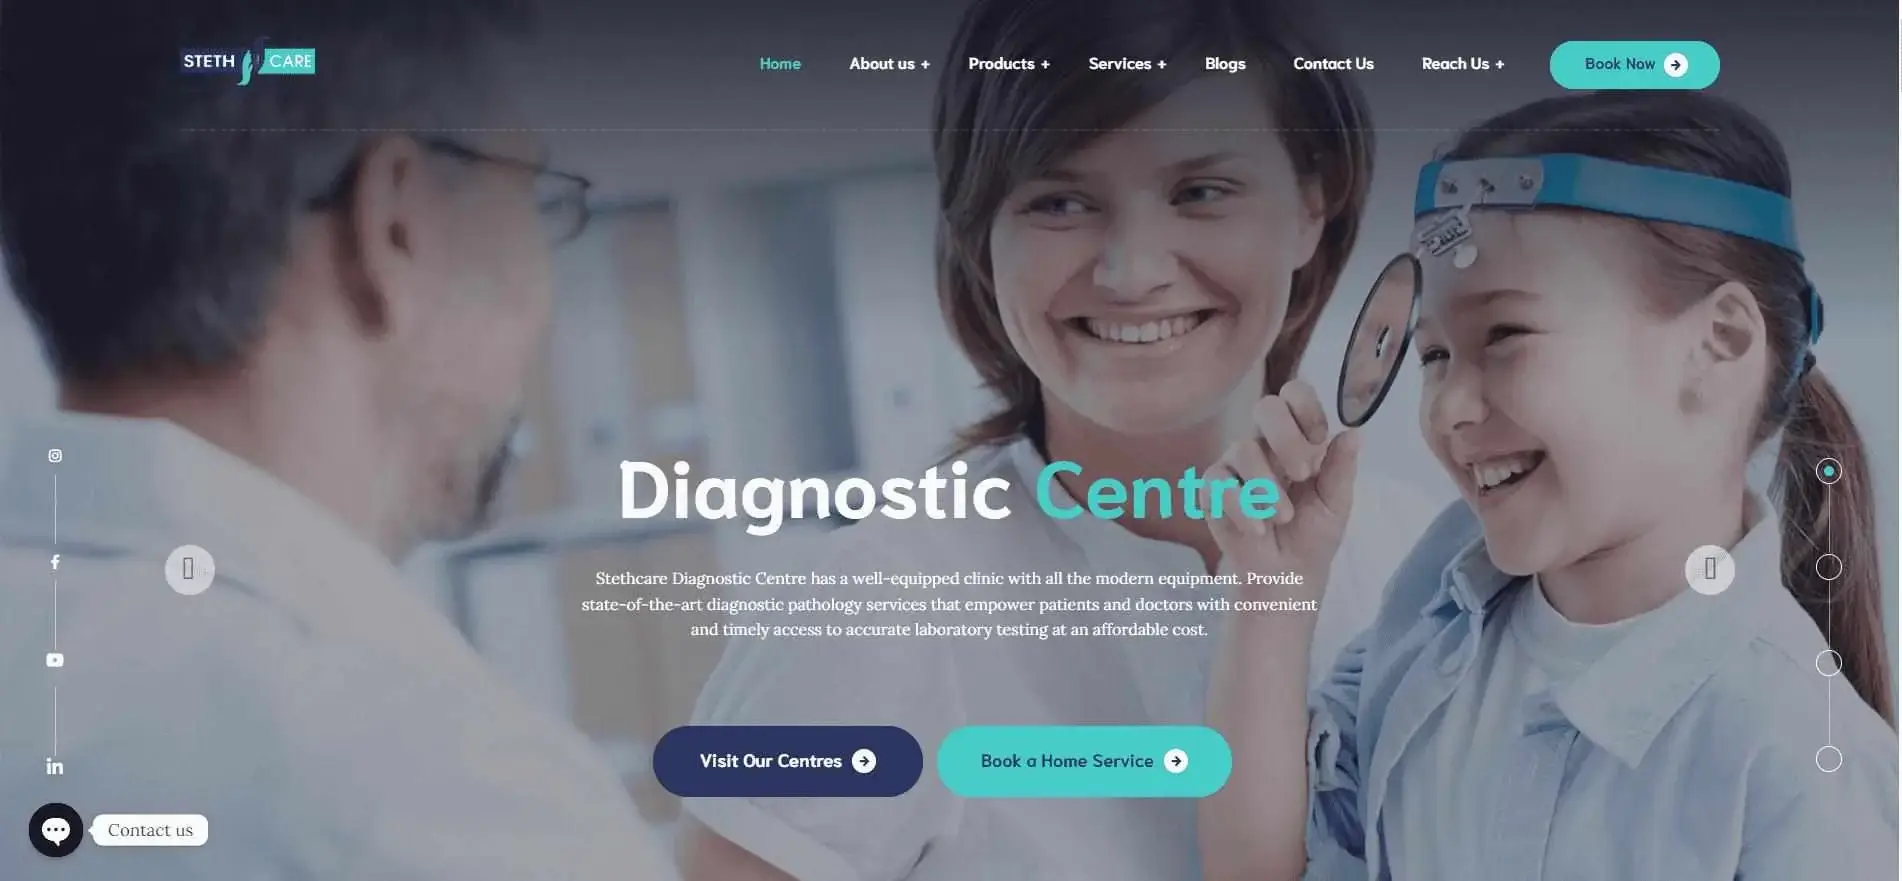 STETH CARE
Home
About us +
Products +
Services +
Blogs
Contact Us
Reach Us +
Book Now
Diagnostic Centre
Stethcare Diagnostic Centre has a well-equipped clinic with all the modern equipment. Provide
state-of-the-art diagnostic pathology services that empower patients and doctors with convenient
and timely access to accurate laboratory testing at an affordable cost.
Visit Our Centres
Book a Home Service
Contact us